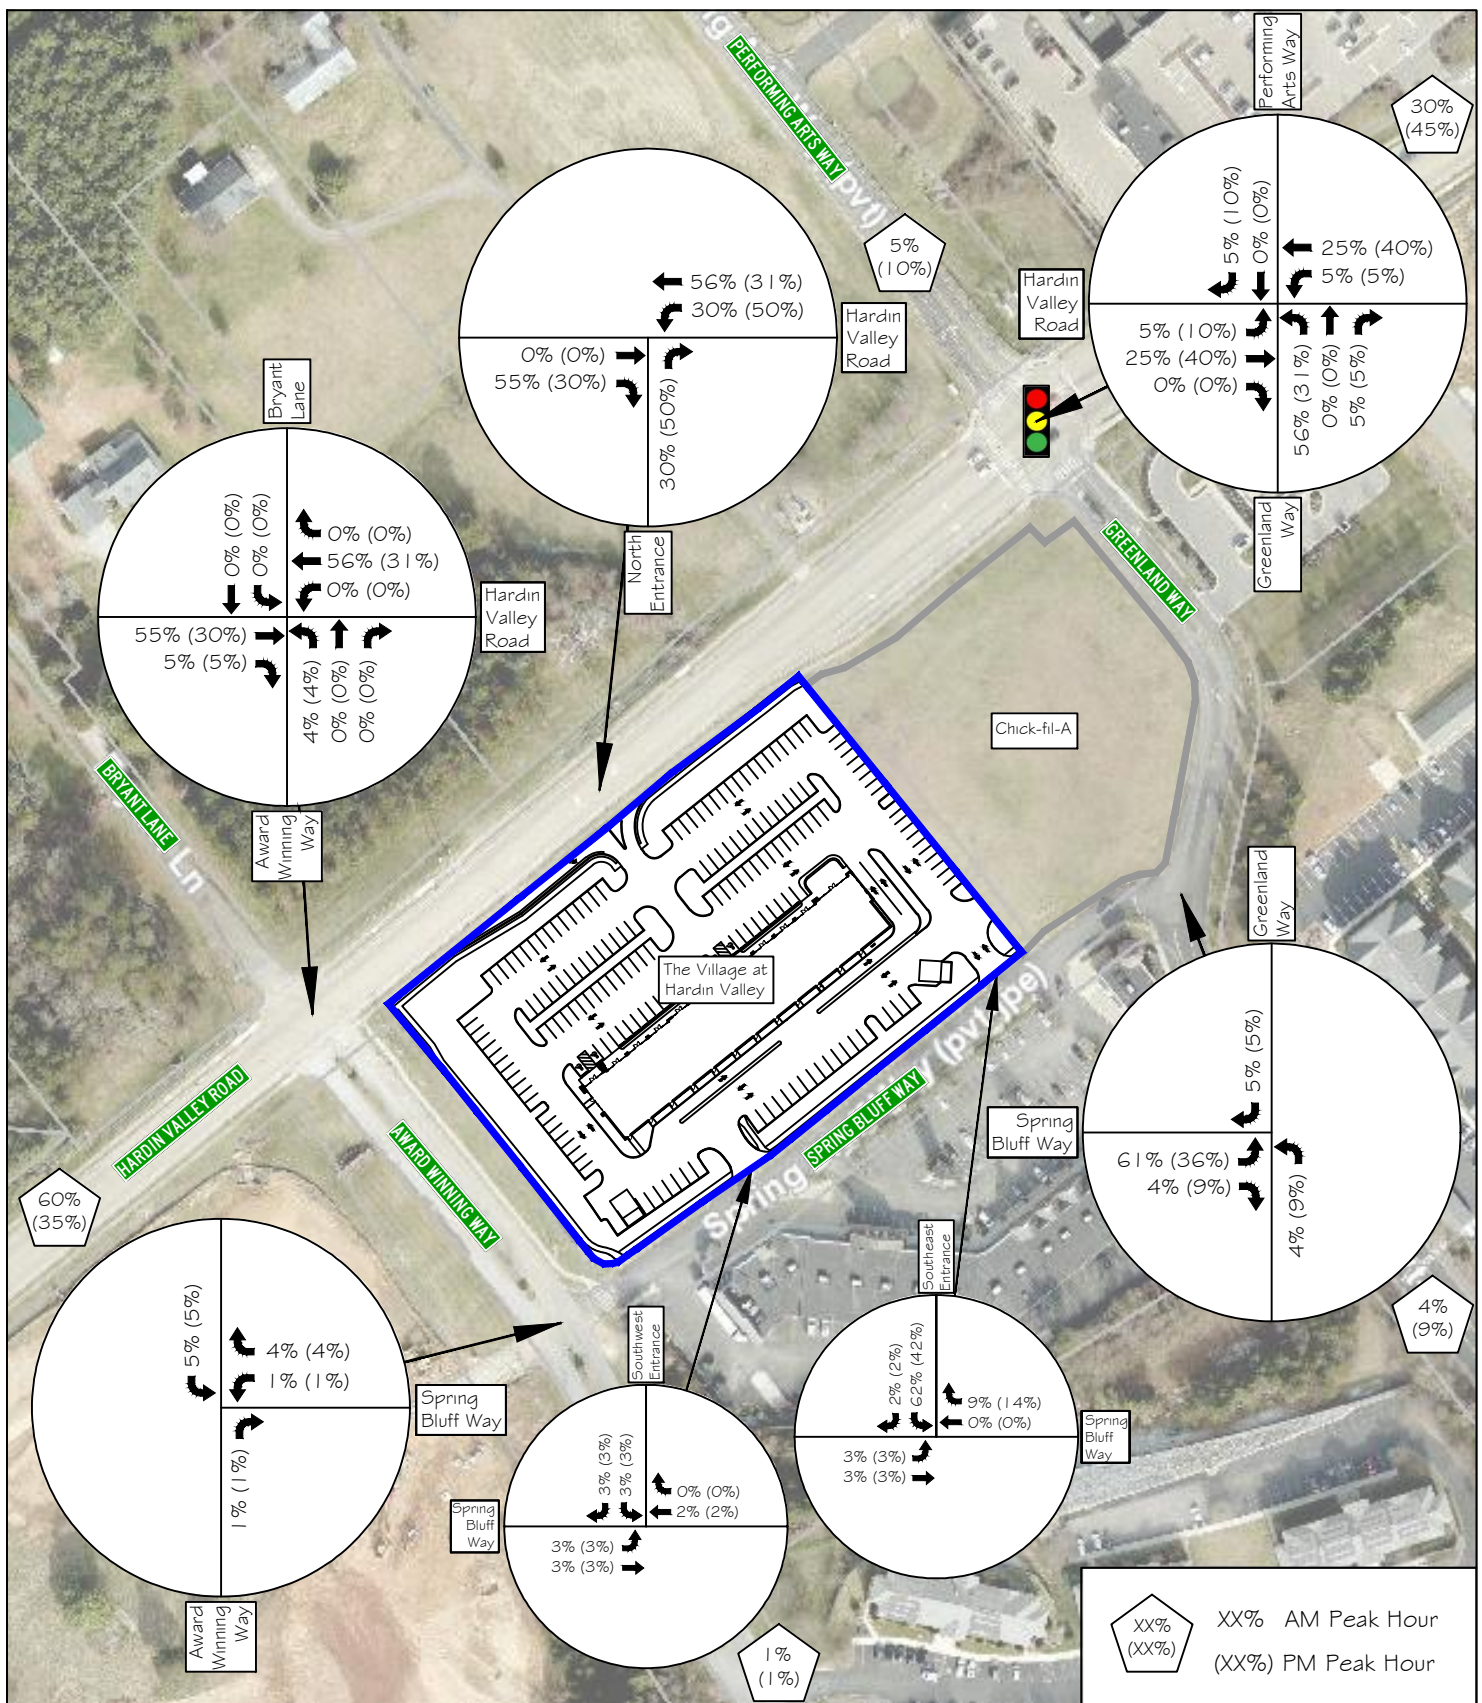 PERFORMING ARTS WAY
Performing
Arts Way
30%
(45%)
5% (10%)
0% (0%)
25% (40%)
5% (5%)
5% (10%)
25% (40%)
0% (0%)
56% (31%)
0% (0%)
5% (5%)
Hardin
Valley
Road
Greenland
Way
5%
(10%)
(pvt)
56% (31%)
30% (50%)
0% (0%)
55% (30%)
30% (50%)
Hardin
Valley
Road
North
Entrance
Bryant
Lane
0% (0%)
0% (0%)
0% (0%)
56% (31%)
0% (0%)
55% (30%)
5% (5%)
4% (4%)
0% (0%)
0% (0%)
Hardin
Valley
Road
Award
Winning
Way
GREENLAND WAY
Chick-fil-A
BRYANT LANE
Ln
The Village at
Hardin Valley
HARDIN VALLEY ROAD
AWARD WINNING WAY
SPRING BLUFF WAY
Spring
Greenland
Way
5% (5%)
61% (36%)
4% (9%)
4% (9%)
Spring
Bluff Way
60%
(35%)
5% (5%)
4% (4%)
1% (1%)
1% (1%)
Spring
Bluff Way
Award
Winning
Way
Southwest
Entrance
3% (3%)
3% (3%)
0% (0%)
2% (2%)
3% (3%)
3% (3%)
Spring
Bluff
Way
Southeast
Entrance
2% (2%)
62% (42%)
9% (14%)
0% (0%)
3% (3%)
3% (3%)
Spring
Bluff
Way
4%
(9%)
1%
(1%)
XX%
(XX%)
XX% AM Peak Hour
(XX%) PM Peak Hour